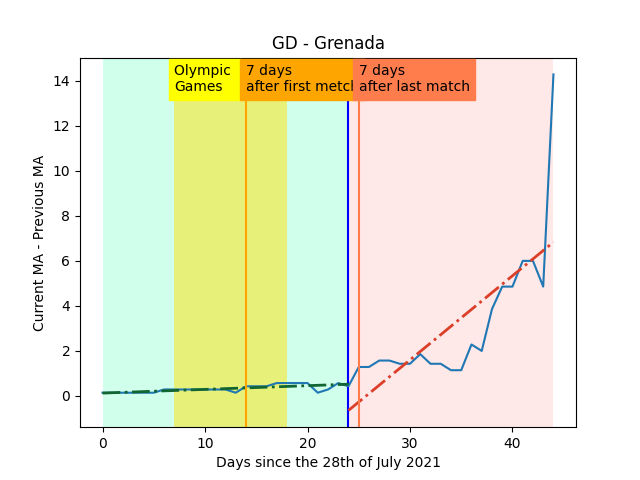 GD - Grenada
Olympic
Games
7 days
after first metch
7 days
after last match
Current MA - Previous MA
14
12
10
8
6
4
2
0
0 10 20 30 40
Days since the 28th of July 2021